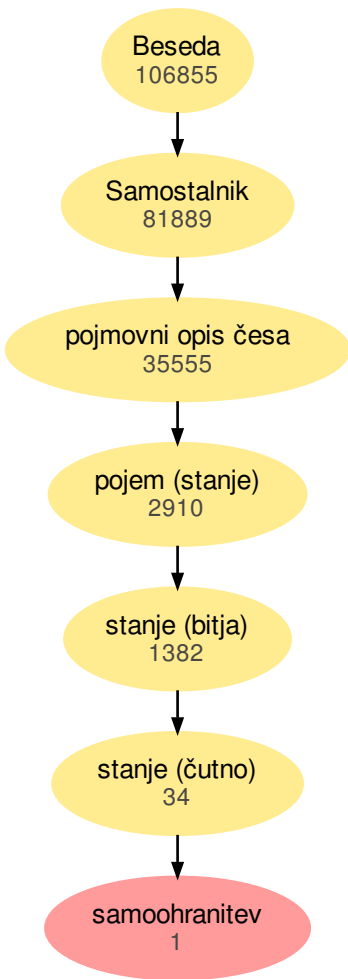 Beseda
106855
Samostalnik
81889
pojmovni opis česa
35555
pojem (stanje)
2910
stanje (bitja)
1382
stanje (čutno)
34
samoohranitev
1